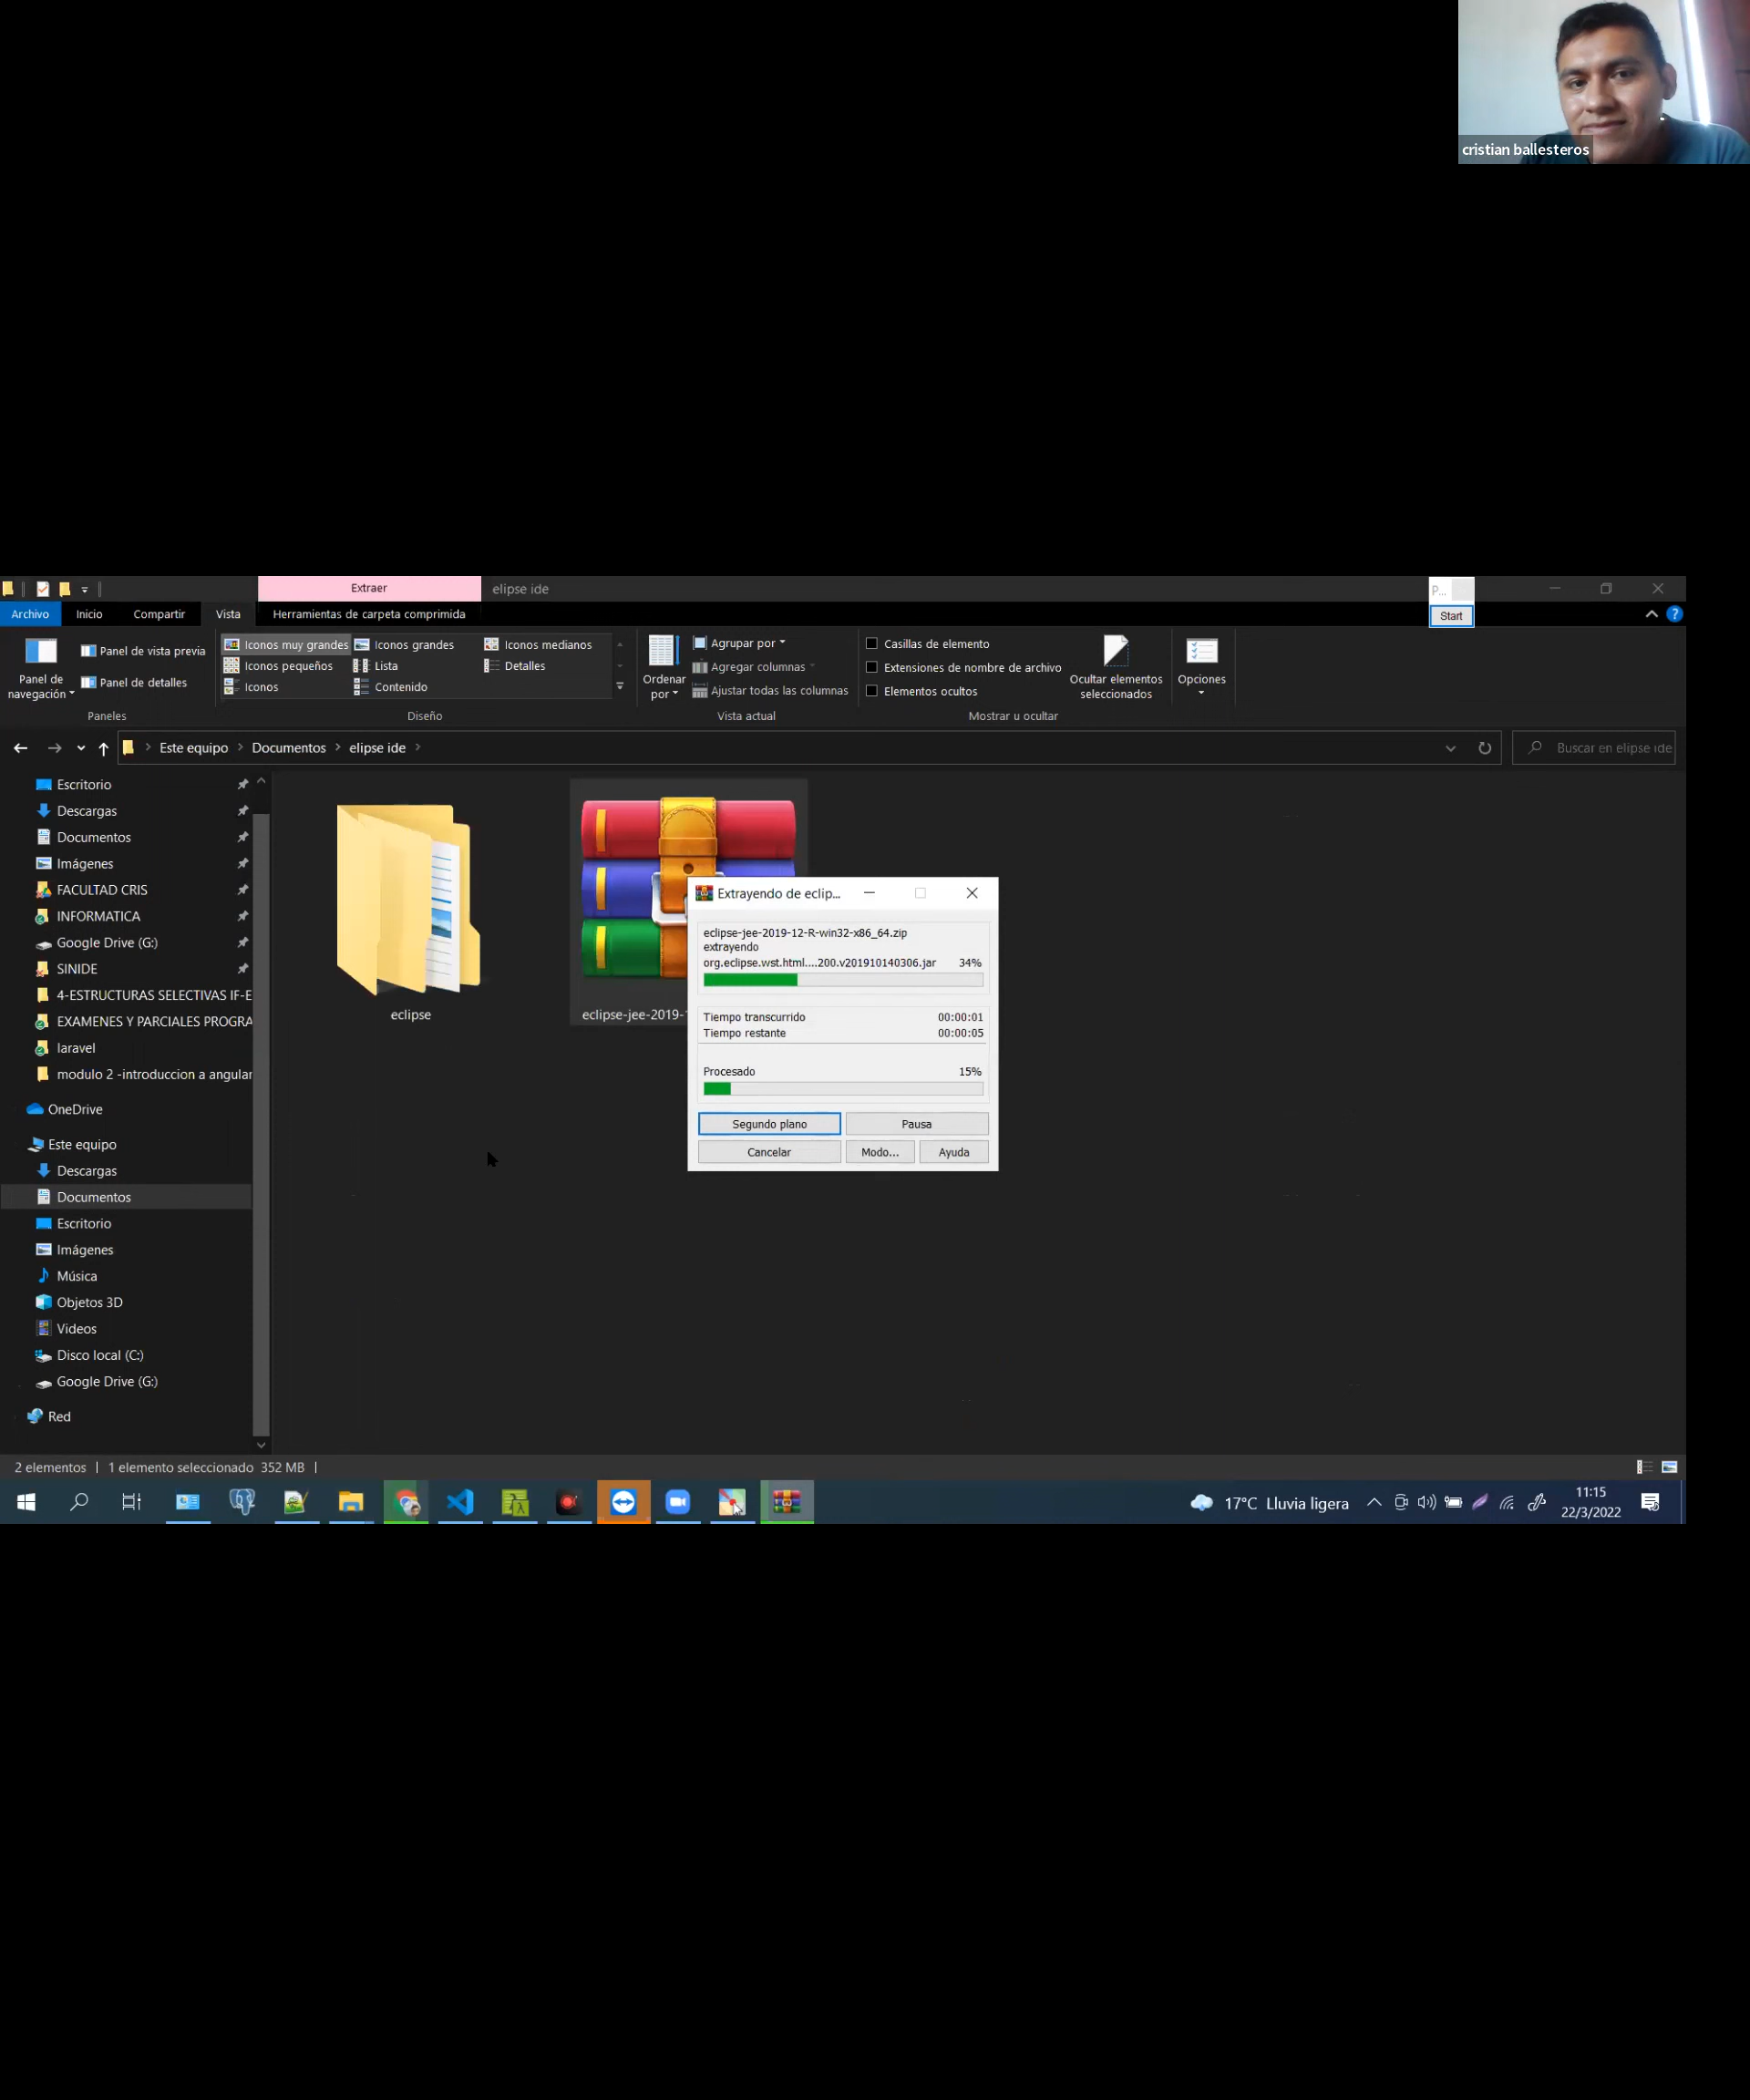 cristian ballesteros
Extraer
elipse ide
P...
Archivo
Inicio
Compartir
Vista
Herramientas de carpeta comprimida
Start
Panel de navegación
Panel de vista previa
Panel de detalles
Paneles
Iconos muy grandes
Iconos grandes
Iconos medianos
Iconos pequeños
Lista
Detalles
Iconos
Contenido
Diseño
Ordenar por
Agrupar por
Agregar columnas
Ajustar todas las columnas
Vista actual
Casillas de elemento
Extensiones de nombre de archivo
Elementos ocultos
Ocultar elementos seleccionados
Mostrar u ocultar
Opciones
Este equipo > Documentos > elipse ide >
Buscar en elipse ide
Escritorio
Descargas
Documentos
Imágenes
FACULTAD CRIS
INFORMATICA
Google Drive (G:)
SINIDE
4-ESTRUCTURAS SELECTIVAS IF-E
EXAMENES Y PARCIALES PROGRA
laravel
modulo 2 -introduccion a angular
OneDrive
Este equipo
Descargas
Documentos
Escritorio
Imágenes
Música
Objetos 3D
Videos
Disco local (C:)
Google Drive (G:)
Red
eclipse
eclipse-jee-2019-
Extrayendo de eclip...
eclipse-jee-2019-12-R-win32-x86_64.zip
extrayendo
org.eclipse.wst.html....200.v201910140306.jar 34%
Tiempo transcurrido 00:00:01
Tiempo restante 00:00:05
Procesado 15%
Segundo plano
Pausa
Cancelar
Modo...
Ayuda
2 elementos | 1 elemento seleccionado 352 MB |
17°C Lluvia ligera
11:15
22/3/2022